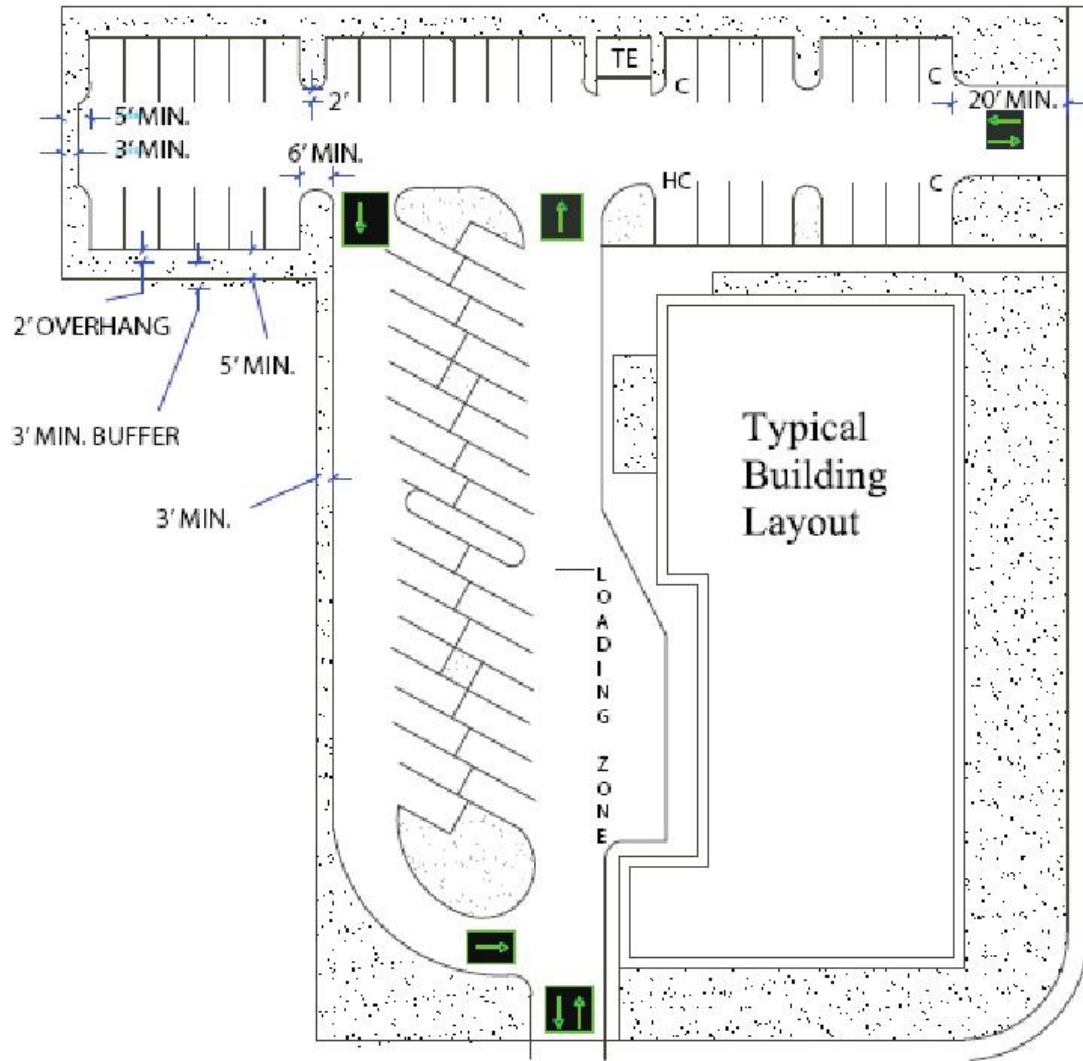 TE
C
C
2'
20' MIN.
5' MIN.
3' MIN.
6' MIN.
HC
C
2' OVERHANG
5' MIN.
3' MIN. BUFFER
3' MIN.
Typical
Building
Layout
LOADING ZONE